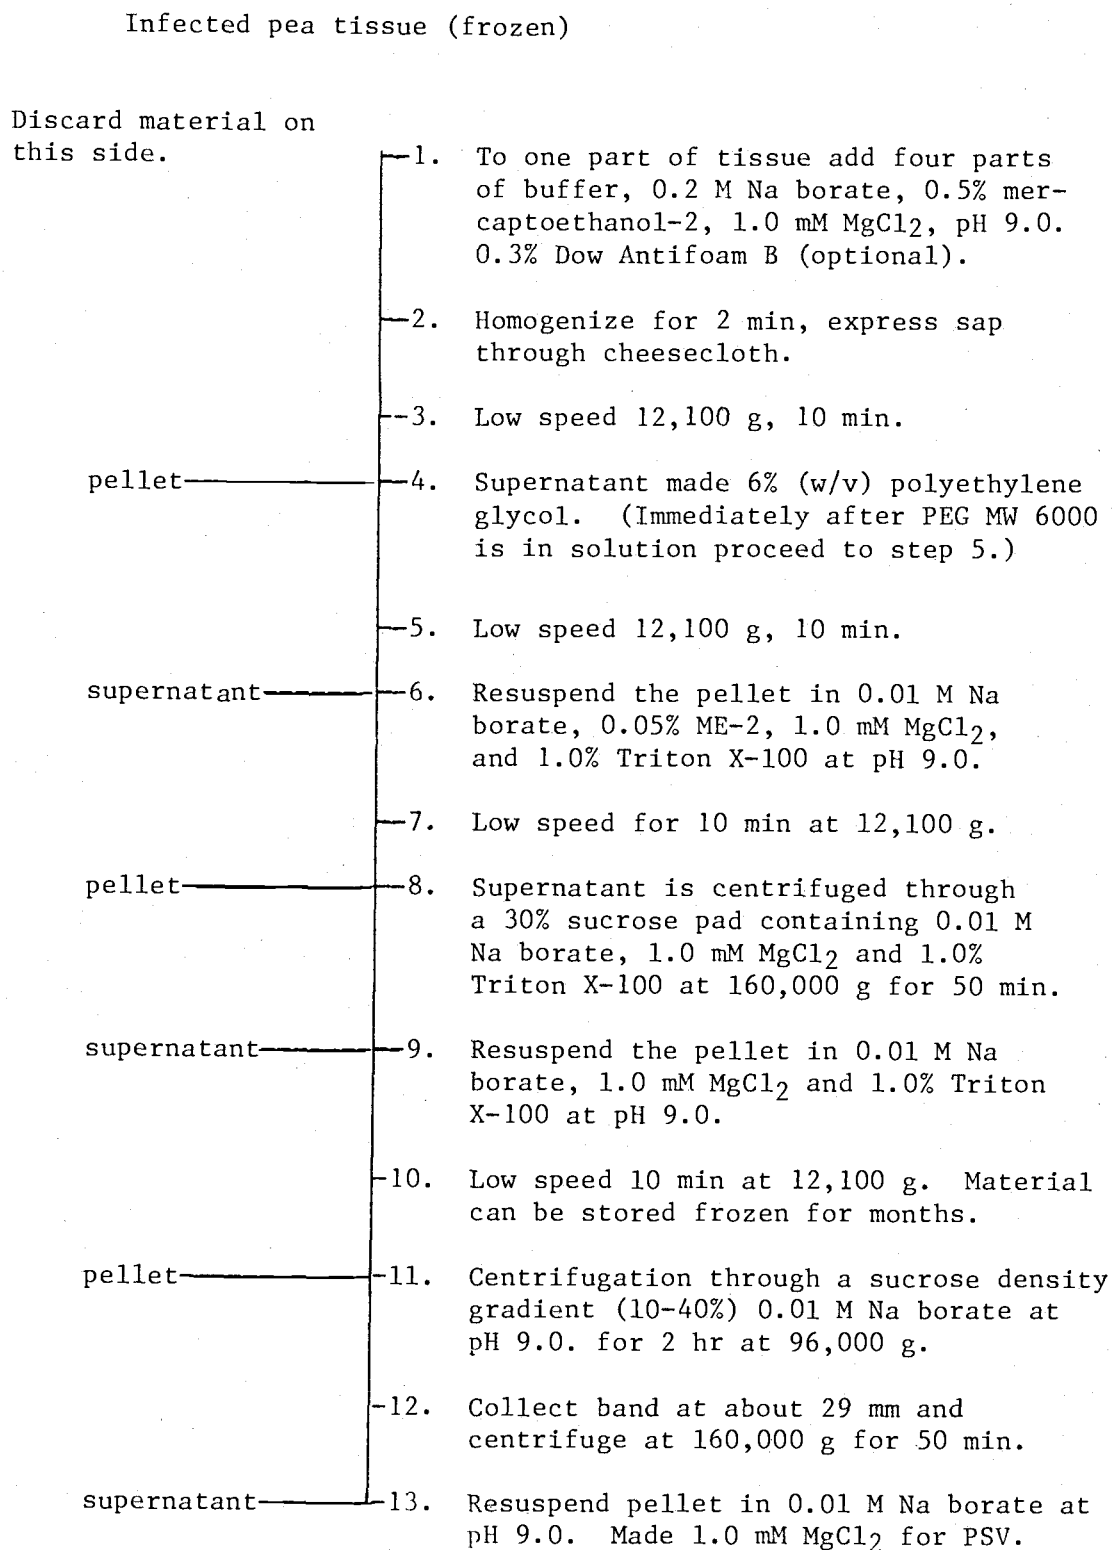 Infected pea tissue (frozen)
Discard material on
this side.
1. To one part of tissue add four parts
of buffer, 0.2 M Na borate, 0.5% mer-
captoethanol-2, 1.0 mM MgCl2, pH 9.0.
0.3% Dow Antifoam B (optional).
2. Homogenize for 2 min, express sap
through cheesecloth.
3. Low speed 12,100 g, 10 min.
pellet 4. Supernatant made 6% (w/v) polyethylene
glycol. (Immediately after PEG MW 6000
is in solution proceed to step 5.)
5. Low speed 12,100 g, 10 min.
supernatant 6. Resuspend the pellet in 0.01 M Na
borate, 0.05% ME-2, 1.0 mM MgCl2,
and 1.0% Triton X-100 at pH 9.0.
7. Low speed for 10 min at 12,100 g.
pellet 8. Supernatant is centrifuged through
a 30% sucrose pad containing 0.01 M
Na borate, 1.0 mM MgCl2 and 1.0%
Triton X-100 at 160,000 g for 50 min.
supernatant 9. Resuspend the pellet in 0.01 M Na
borate, 1.0 mM MgCl2 and 1.0% Triton
X-100 at pH 9.0.
10. Low speed 10 min at 12,100 g. Material
can be stored frozen for months.
pellet 11. Centrifugation through a sucrose density
gradient (10-40%) 0.01 M Na borate at
pH 9.0. for 2 hr at 96,000 g.
12. Collect band at about 29 mm and
centrifuge at 160,000 g for 50 min.
supernatant 13. Resuspend pellet in 0.01 M Na borate at
pH 9.0. Made 1.0 mM MgCl2 for PSV.